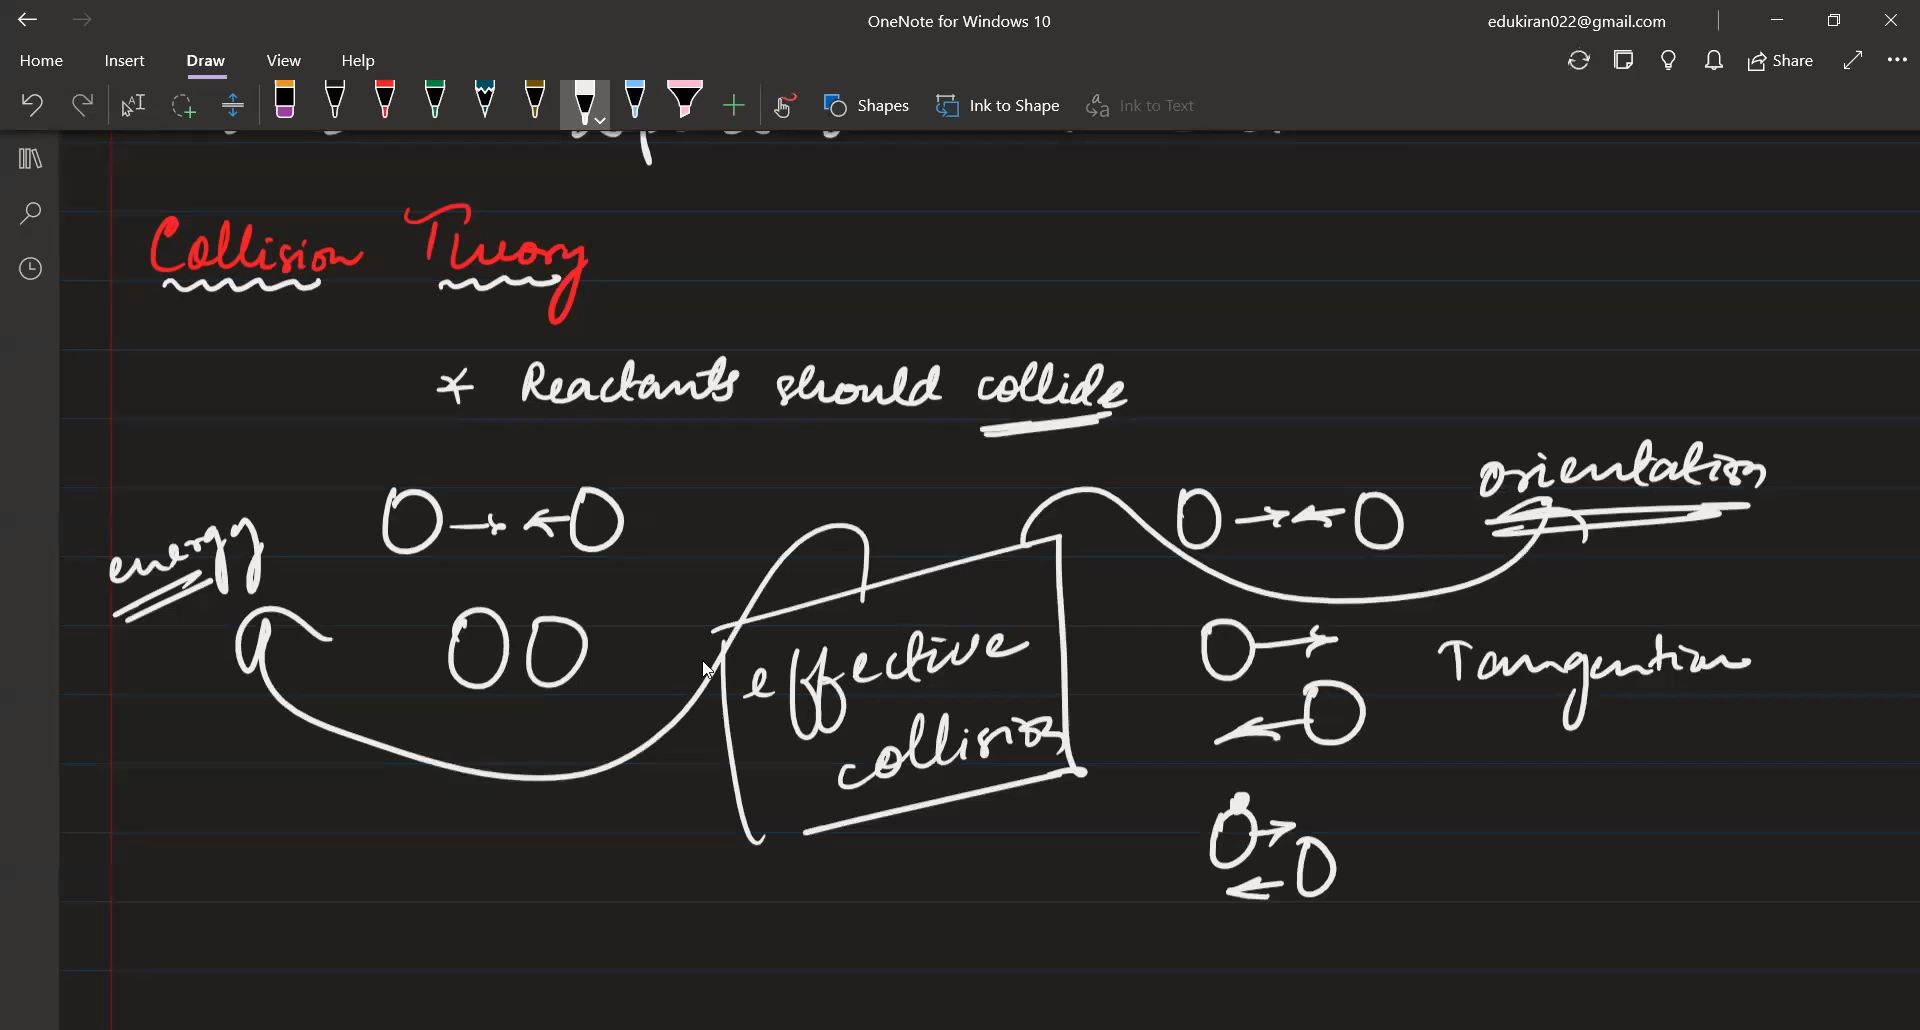 OneNote for Windows 10
edukiran022@gmail.com
Home Insert Draw View Help
Share
Shapes Ink to Shape Ink to Text
Collision Theory
* Reactants should collide
orientation
energy
effective
collision
Tangential